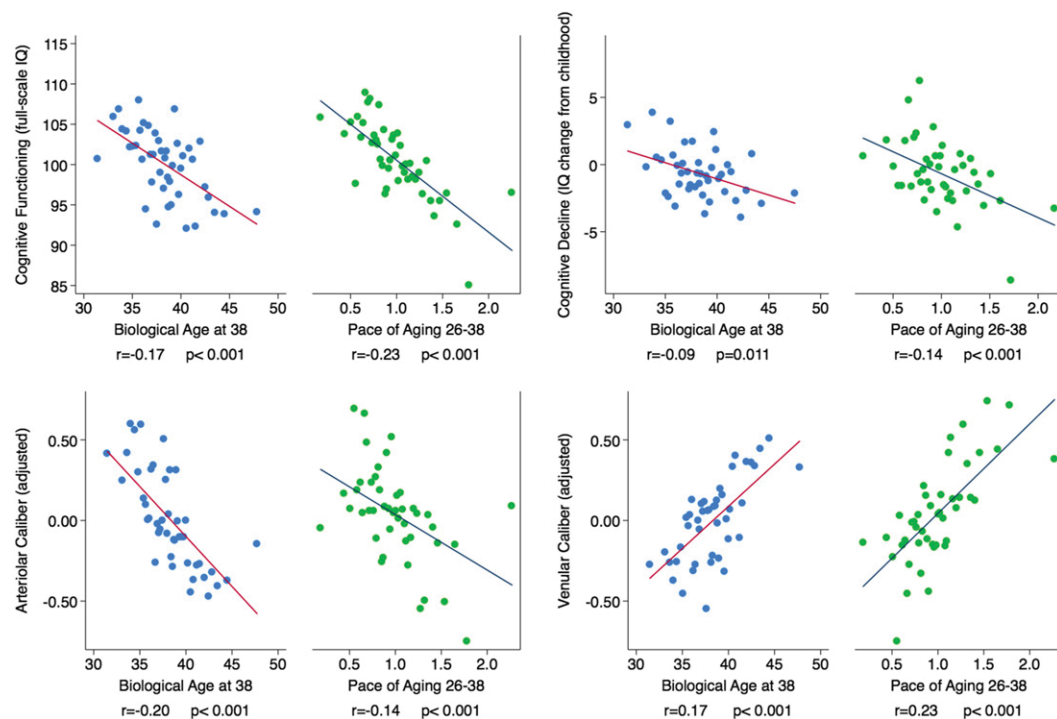 Cognitive Functioning (full-scale IQ)
115
110
105
100
95
90
85
30 35 40 45 50
Biological Age at 38
r=-0.17 p< 0.001
0.5 1.0 1.5 2.0
Pace of Aging 26-38
r=-0.23 p< 0.001
Cognitive Decline (IQ change from childhood)
5
0
-5
30 35 40 45 50
Biological Age at 38
r=-0.09 p=0.011
0.5 1.0 1.5 2.0
Pace of Aging 26-38
r=-0.14 p< 0.001
Arteriolar Caliber (adjusted)
0.50
0.00
-0.50
30 35 40 45 50
Biological Age at 38
r=-0.20 p< 0.001
0.5 1.0 1.5 2.0
Pace of Aging 26-38
r=-0.14 p< 0.001
Venular Caliber (adjusted)
0.50
0.00
-0.50
30 35 40 45 50
Biological Age at 38
r=0.17 p< 0.001
0.5 1.0 1.5 2.0
Pace of Aging 26-38
r=0.23 p< 0.001